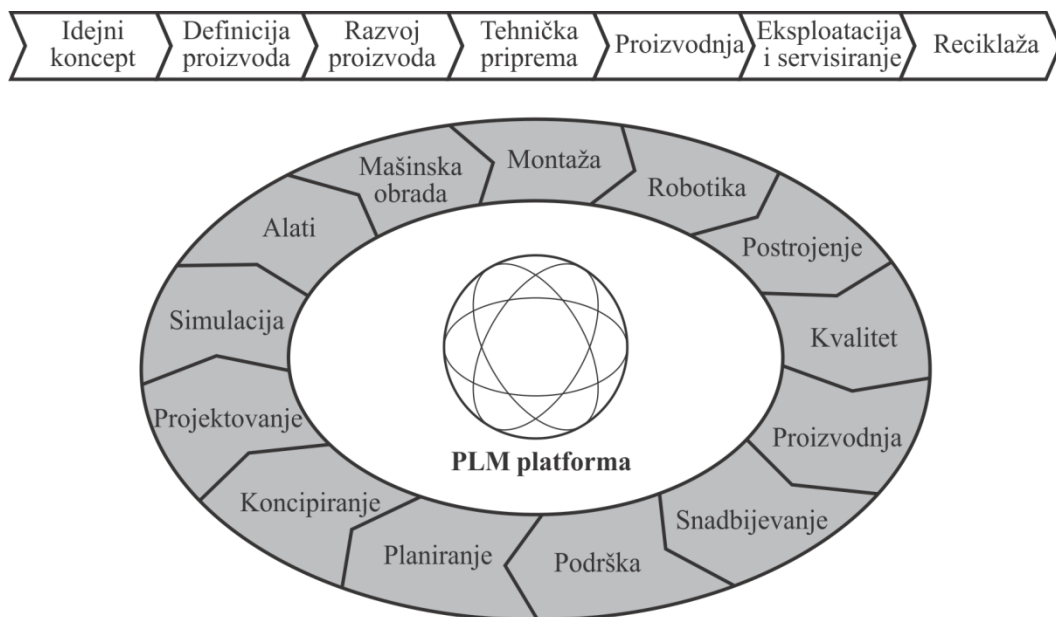 Idejni
koncept
Definicija
proizvoda
Razvoj
proizvoda
Tehnička
priprema
Proizvodnja
Eksploatacija
i servisiranje
Reciklaža
Montaža
Mašinska
obrada
Robotika
Alati
Postrojenje
Simulacija
Kvalitet
Projektovanje
Proizvodnja
PLM platforma
Koncipiranje
Snadbijevanje
Planiranje
Podrška